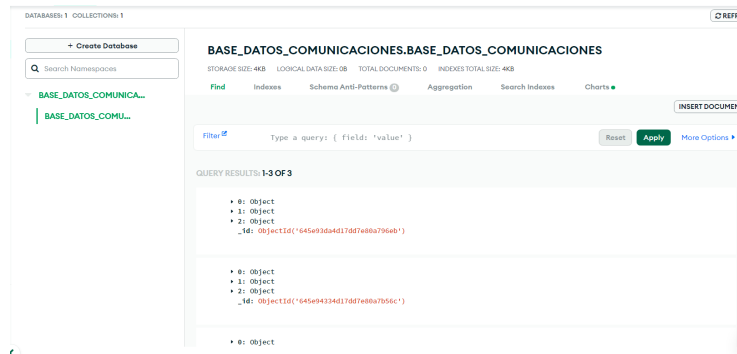 DATABASES: 1 COLLECTIONS: 1
REFR
+ Create Database
Search Namespaces
BASE_DATOS_COMUNICA...
BASE_DATOS_COMU...
BASE_DATOS_COMUNICACIONES.BASE_DATOS_COMUNICACIONES
STORAGE SIZE: 4KB LOGICAL DATA SIZE: 0B TOTAL DOCUMENTS: 0 INDEXES TOTAL SIZE: 4KB
Find Indexes Schema Anti-Patterns 0 Aggregation Search Indexes Charts
INSERT DOCUMEN
Filter Type a query: { field: 'value' } Reset Apply More Options
QUERY RESULTS: 1-3 OF 3
0: Object
1: Object
2: Object
_id: ObjectId('645e93da4d17dd7e80a796eb')
0: Object
1: Object
2: Object
_id: ObjectId('645e94334d17dd7e80a7b56c')
0: Object